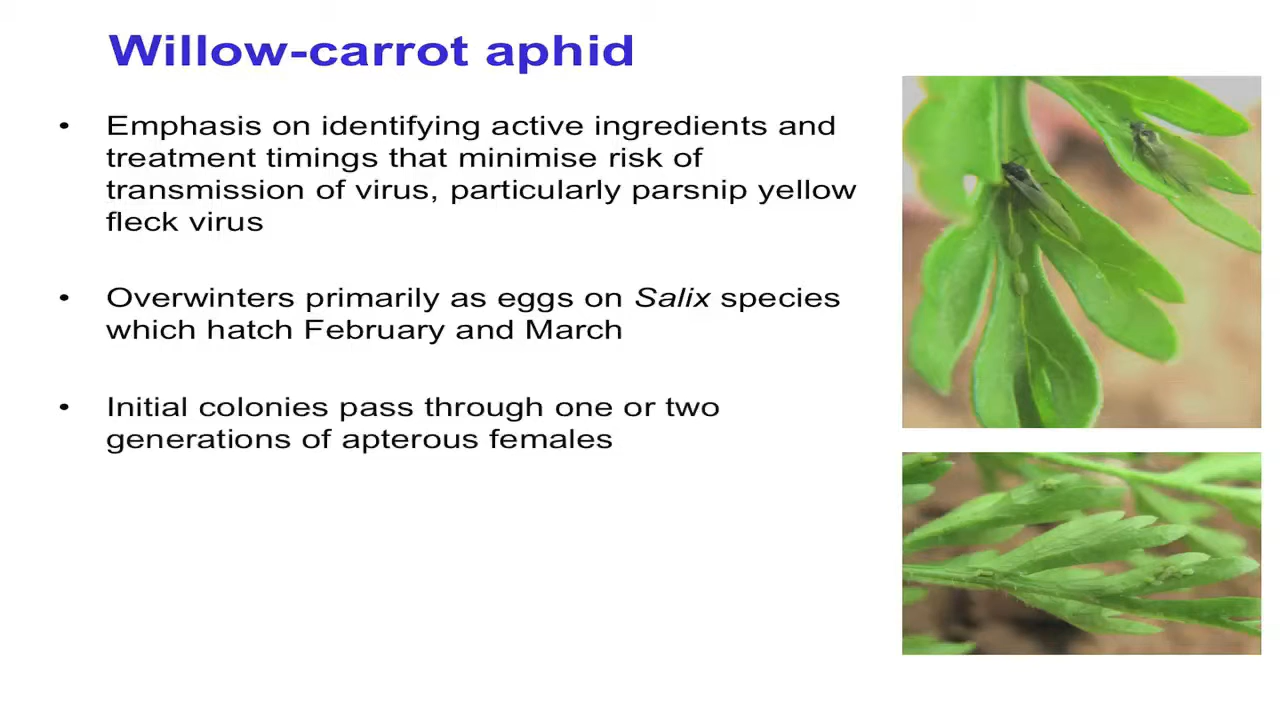 Willow-carrot aphid
• Emphasis on identifying active ingredients and
treatment timings that minimise risk of
transmission of virus, particularly parsnip yellow
fleck virus
• Overwinters primarily as eggs on Salix species
which hatch February and March
• Initial colonies pass through one or two
generations of apterous females